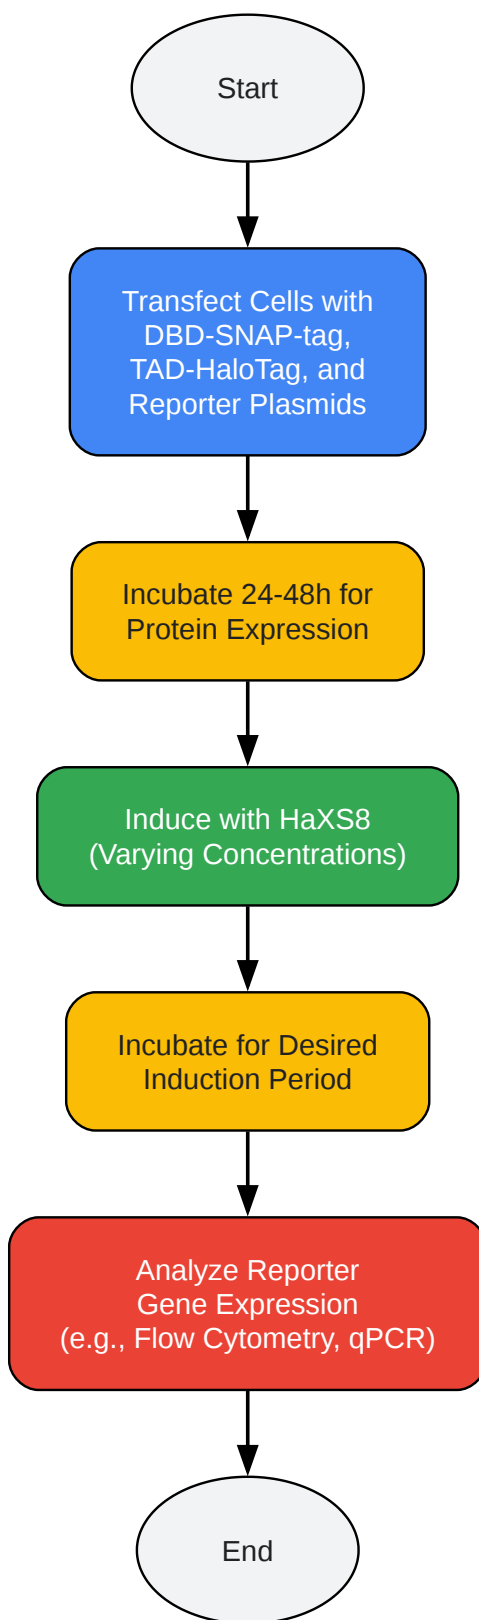 Start
Transfect Cells with
DBD-SNAP-tag,
TAD-HaloTag, and
Reporter Plasmids
Incubate 24-48h for
Protein Expression
Induce with HaXS8
(Varying Concentrations)
Incubate for Desired
Induction Period
Analyze Reporter
Gene Expression
(e.g., Flow Cytometry, qPCR)
End